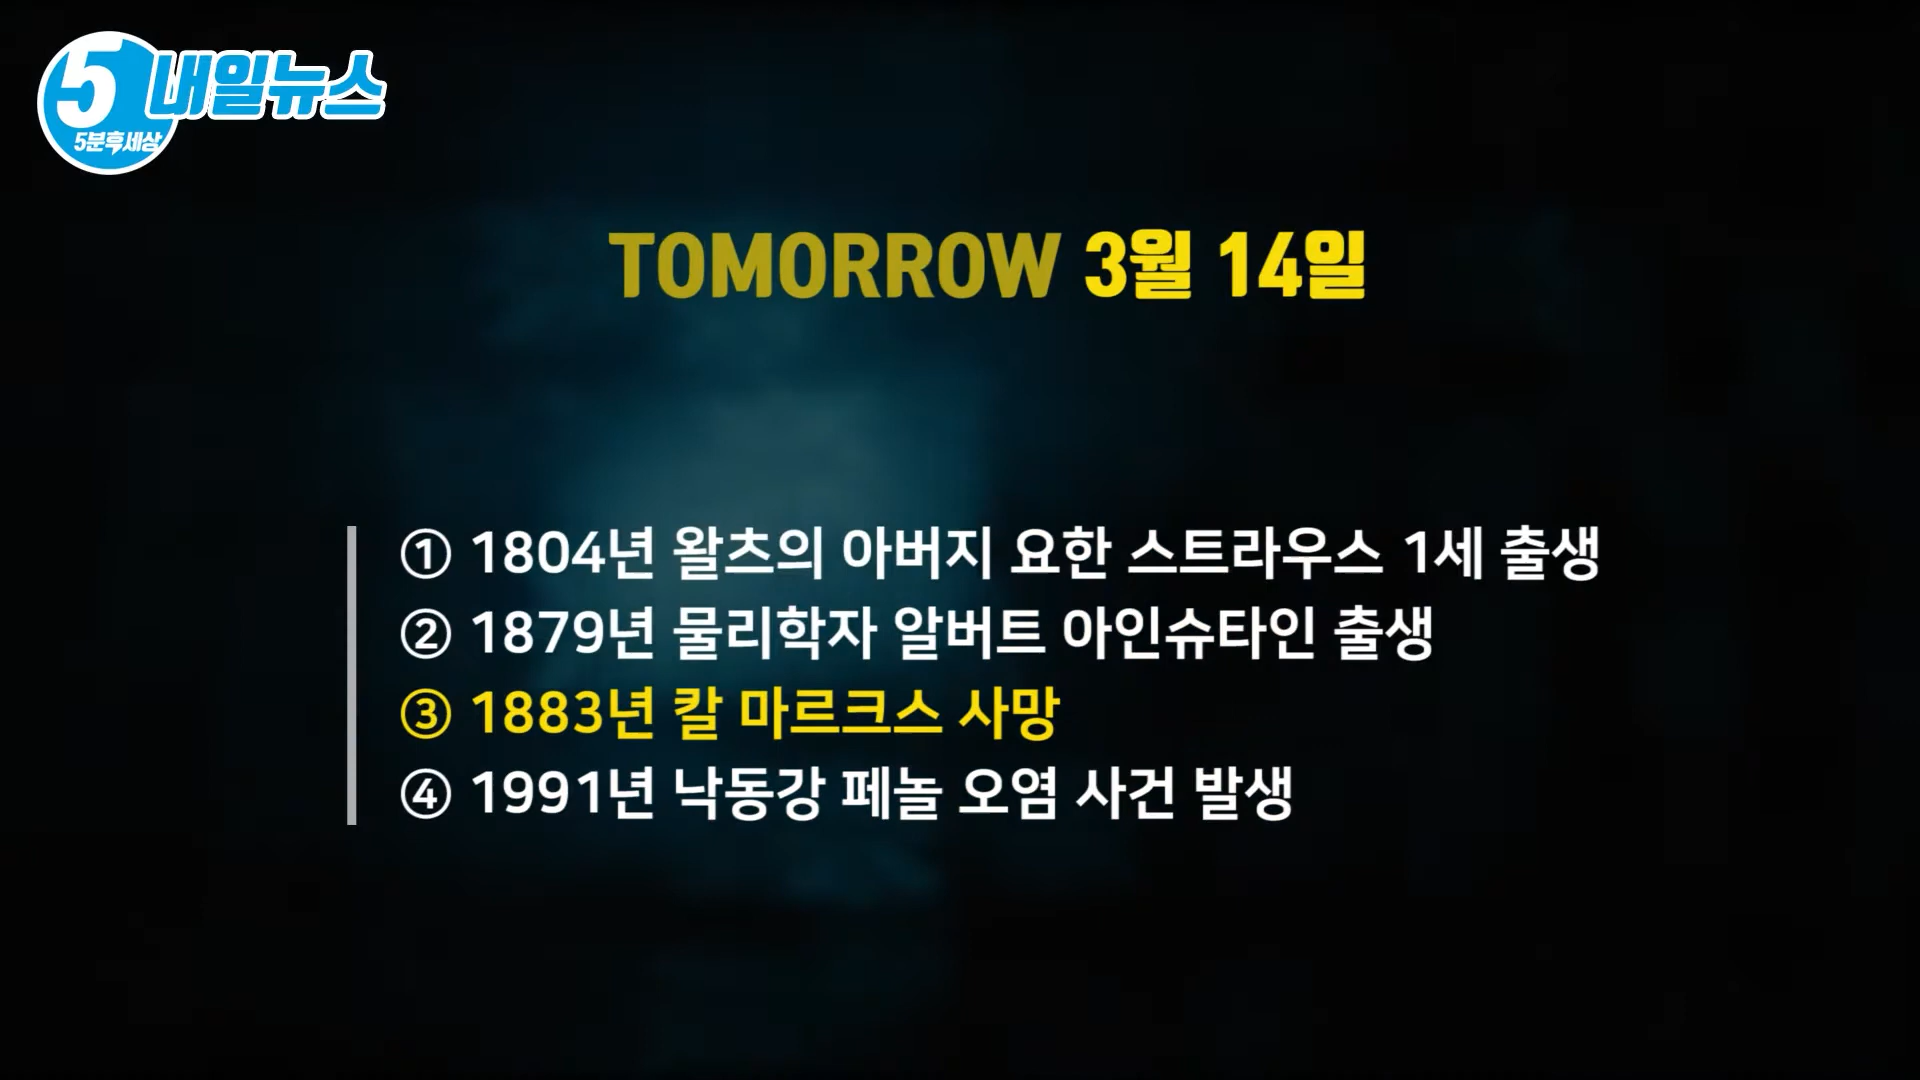 5 내일뉴스
5분후세상
TOMORROW 3월 14일
① 1804년 왈츠의 아버지 요한 스트라우스 1세 출생
② 1879년 물리학자 알버트 아인슈타인 출생
③ 1883년 칼 마르크스 사망
④ 1991년 낙동강 페놀 오염 사건 발생